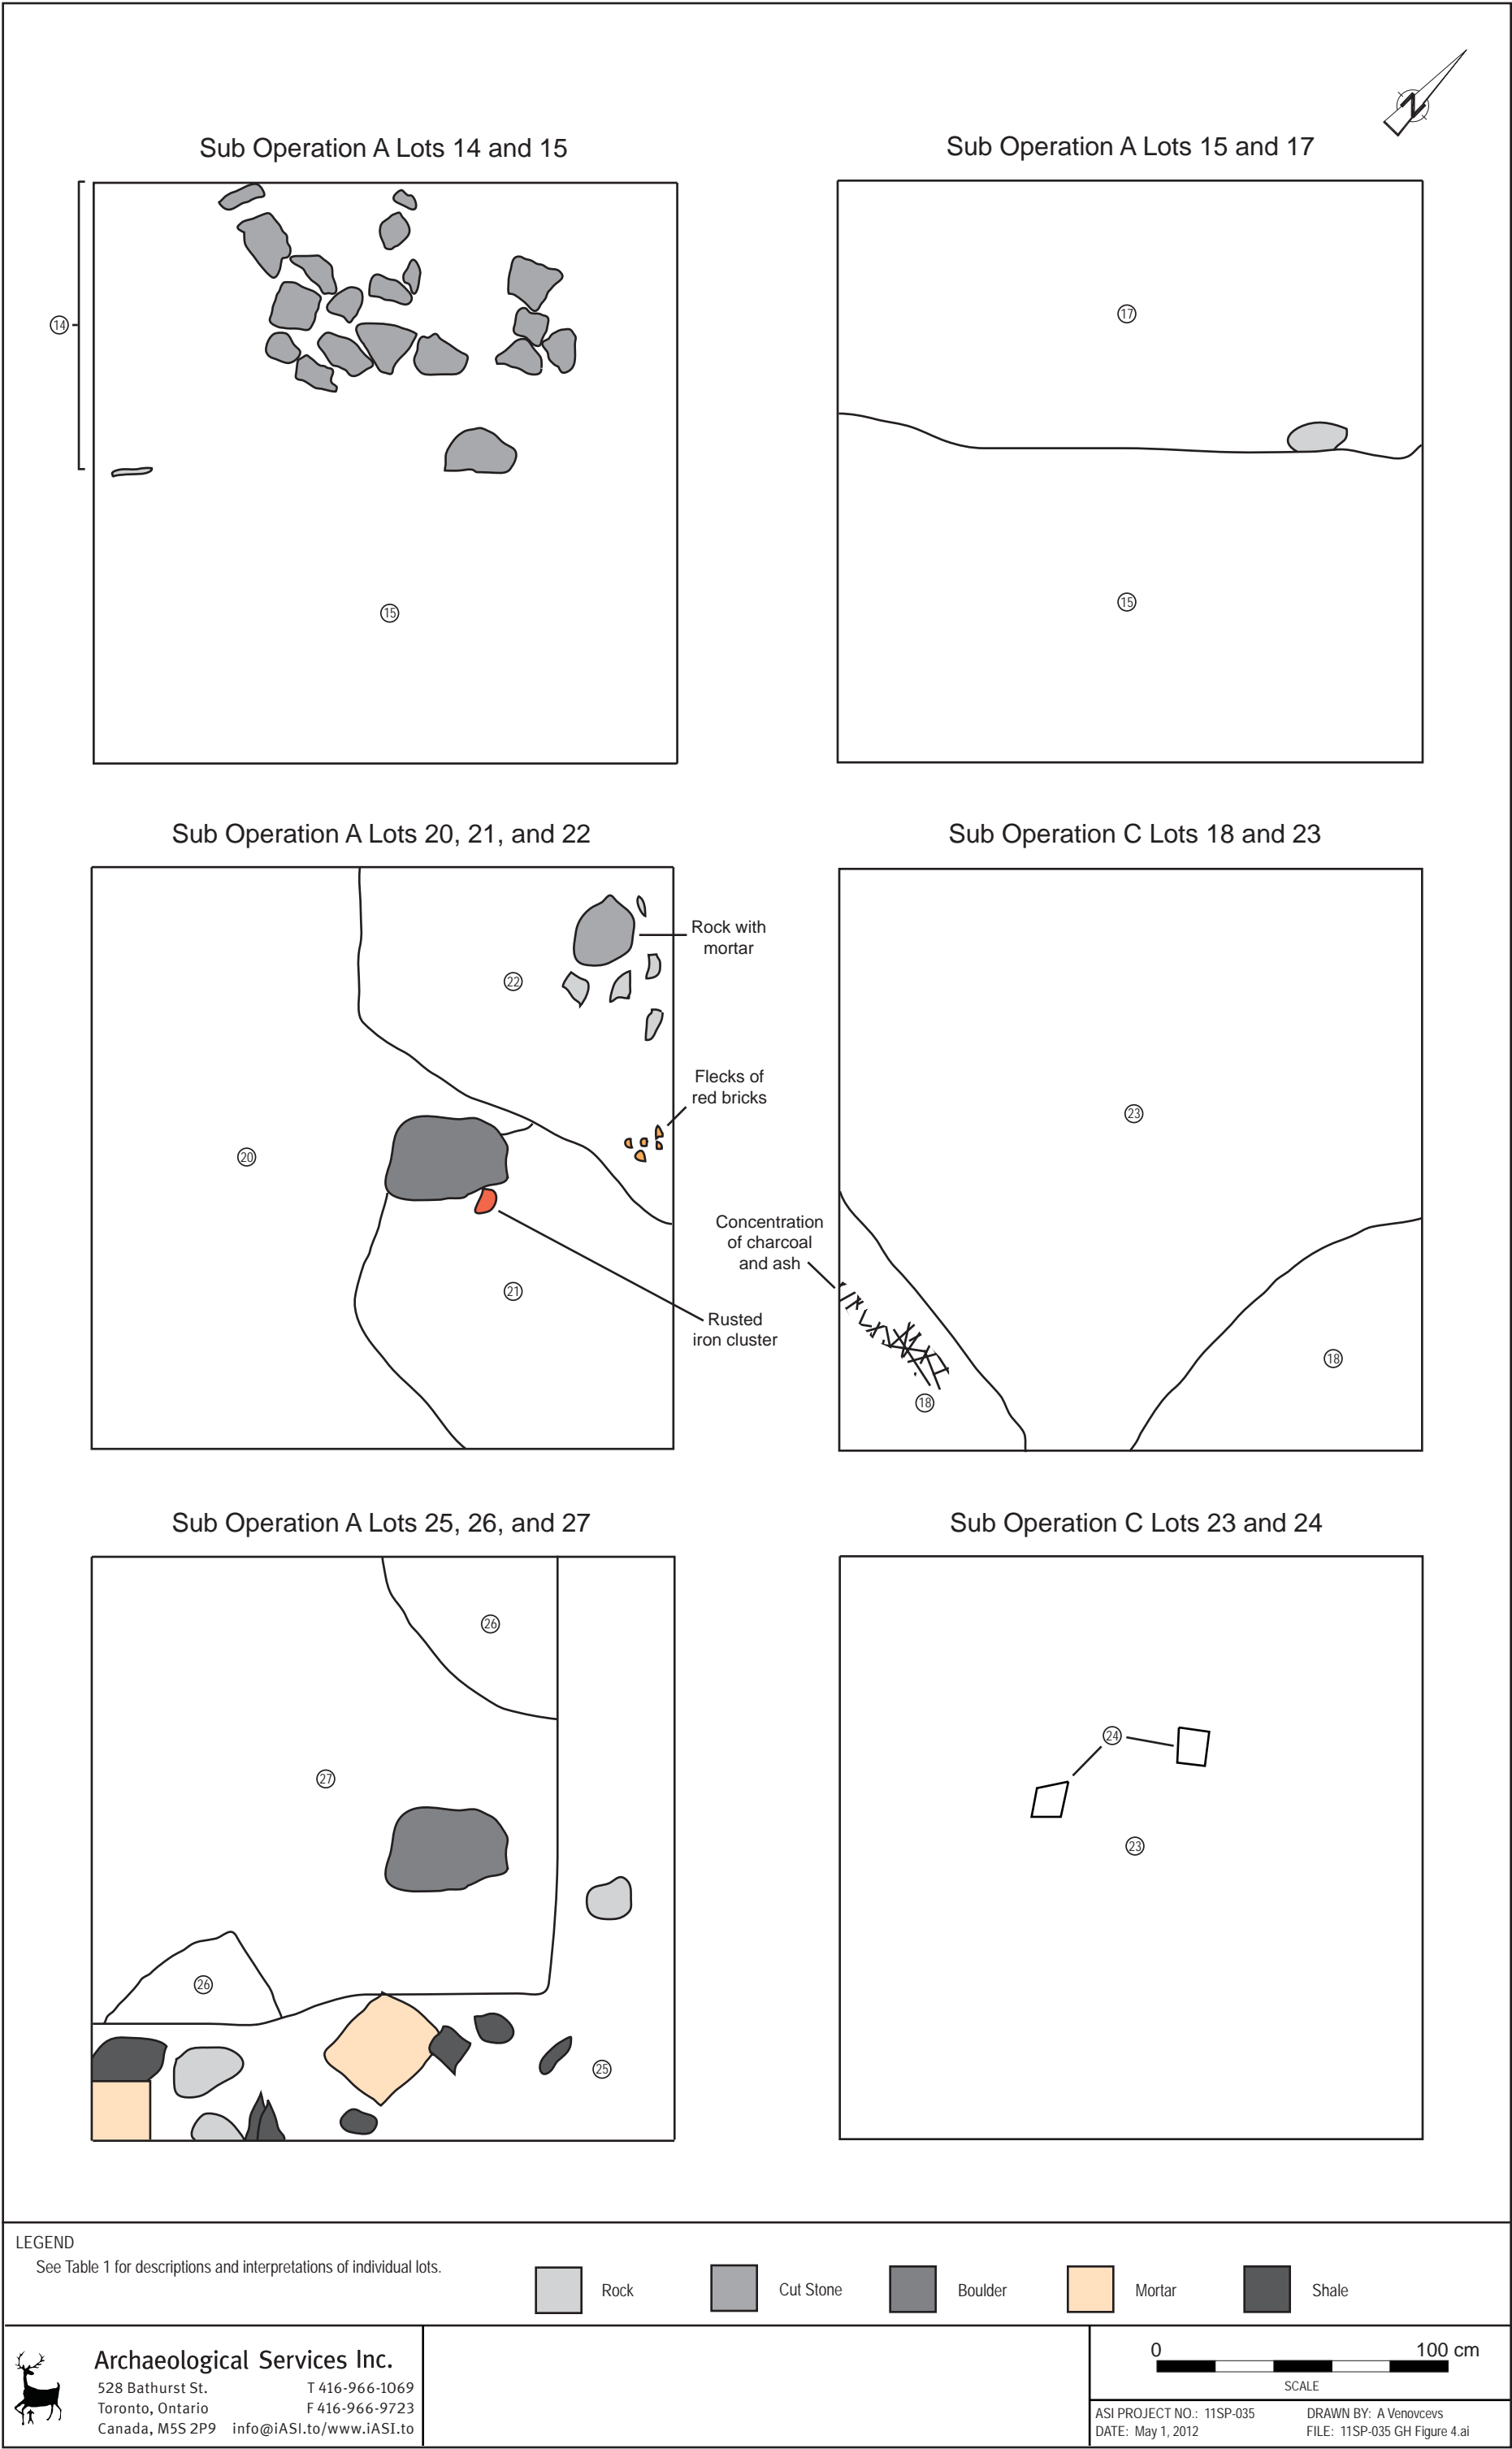 N
Sub Operation A Lots 14 and 15
Sub Operation A Lots 15 and 17
14
15
17
15
Sub Operation A Lots 20, 21, and 22
Sub Operation C Lots 18 and 23
Rock with
mortar
22
Flecks of
red bricks
20
21
Rusted
iron cluster
23
Concentration
of charcoal
and ash
18
18
Sub Operation A Lots 25, 26, and 27
Sub Operation C Lots 23 and 24
26
27
26
25
24
23
LEGEND
See Table 1 for descriptions and interpretations of individual lots.
Rock
Cut Stone
Boulder
Mortar
Shale
Archaeological Services Inc.
528 Bathurst St. T 416-966-1069
Toronto, Ontario F 416-966-9723
Canada, M5S 2P9 info@iASI.to/www.iASI.to
0 100 cm
SCALE
ASI PROJECT NO.: 11SP-035 DRAWN BY: A Venovcevs
DATE: May 1, 2012 FILE: 11SP-035 GH Figure 4.ai